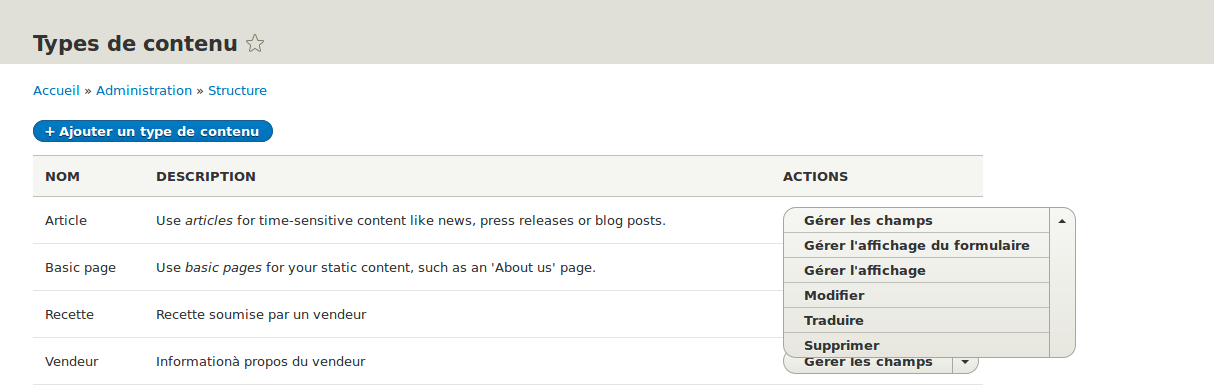 Types de contenu
Accueil » Administration » Structure
+ Ajouter un type de contenu
NOM DESCRIPTION ACTIONS
Article Use articles for time-sensitive content like news, press releases or blog posts. Gérer les champs
Gérer l'affichage du formulaire
Basic page Use basic pages for your static content, such as an 'About us' page. Gérer l'affichage
Modifier
Recette Recette soumise par un vendeur Traduire
Supprimer
Vendeur Informationà propos du vendeur Gérer les champs